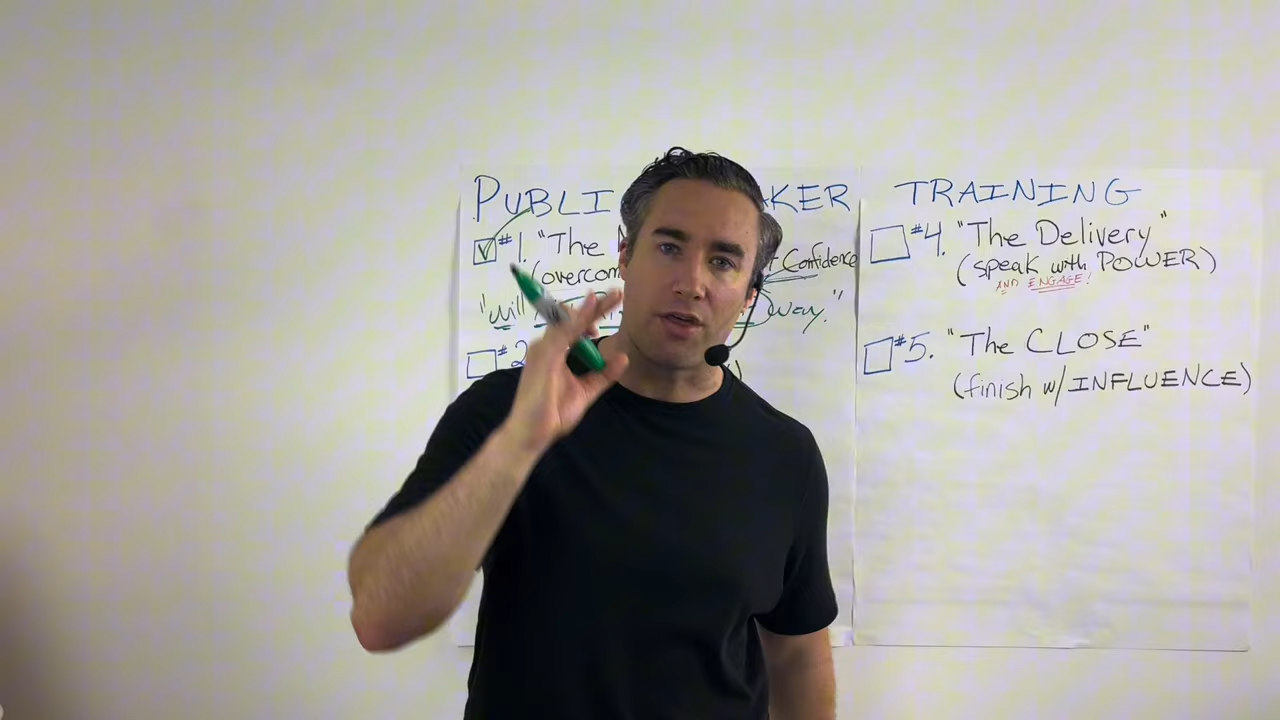 PUBLI KER
#1. "The
(overcom Confidence
"will way."
#2
TRAINING
#4. "The Delivery"
(speak with POWER)
AND ENGAGE!
#5. "The CLOSE"
(finish w/INFLUENCE)